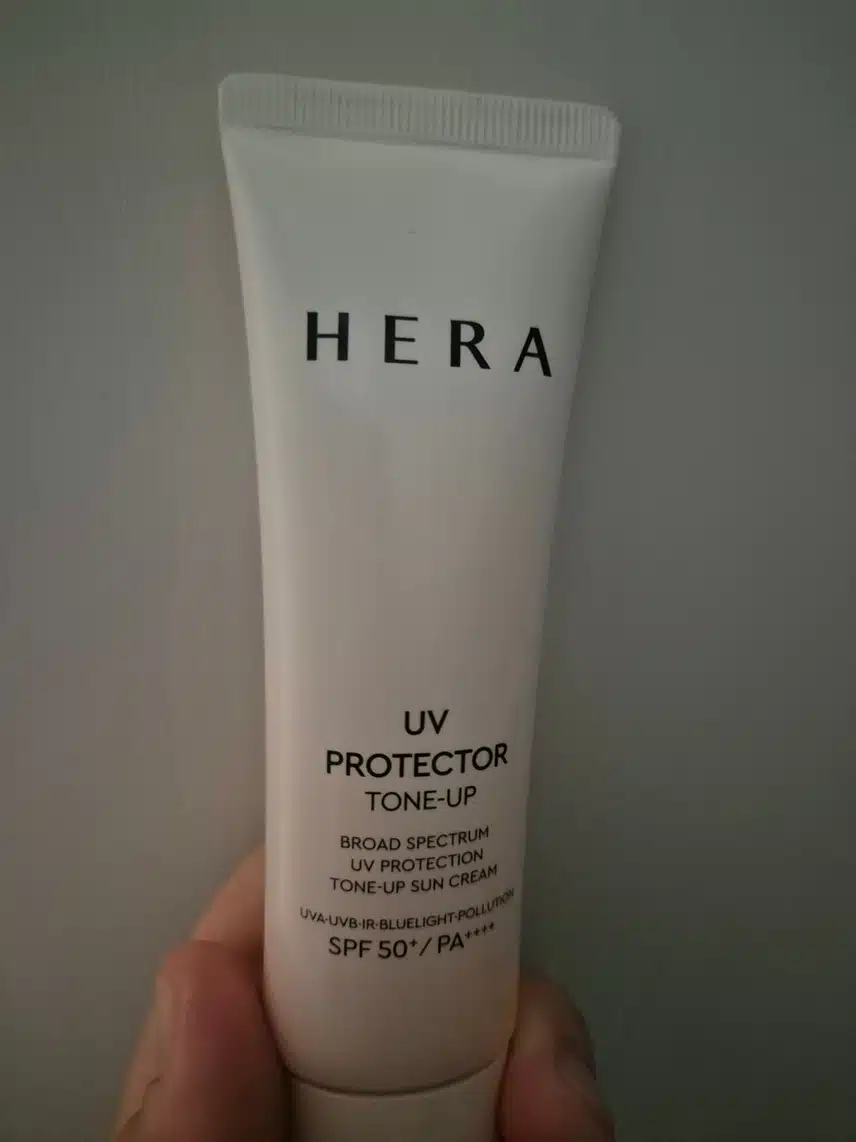 HERA
UV
PROTECTOR
TONE-UP
BROAD SPECTRUM
UV PROTECTION
TONE-UP SUN CREAM
UVA·UVB·IR·BLUELIGHT·POLLUTION
SPF 50⁺/ PA⁺⁺⁺⁺